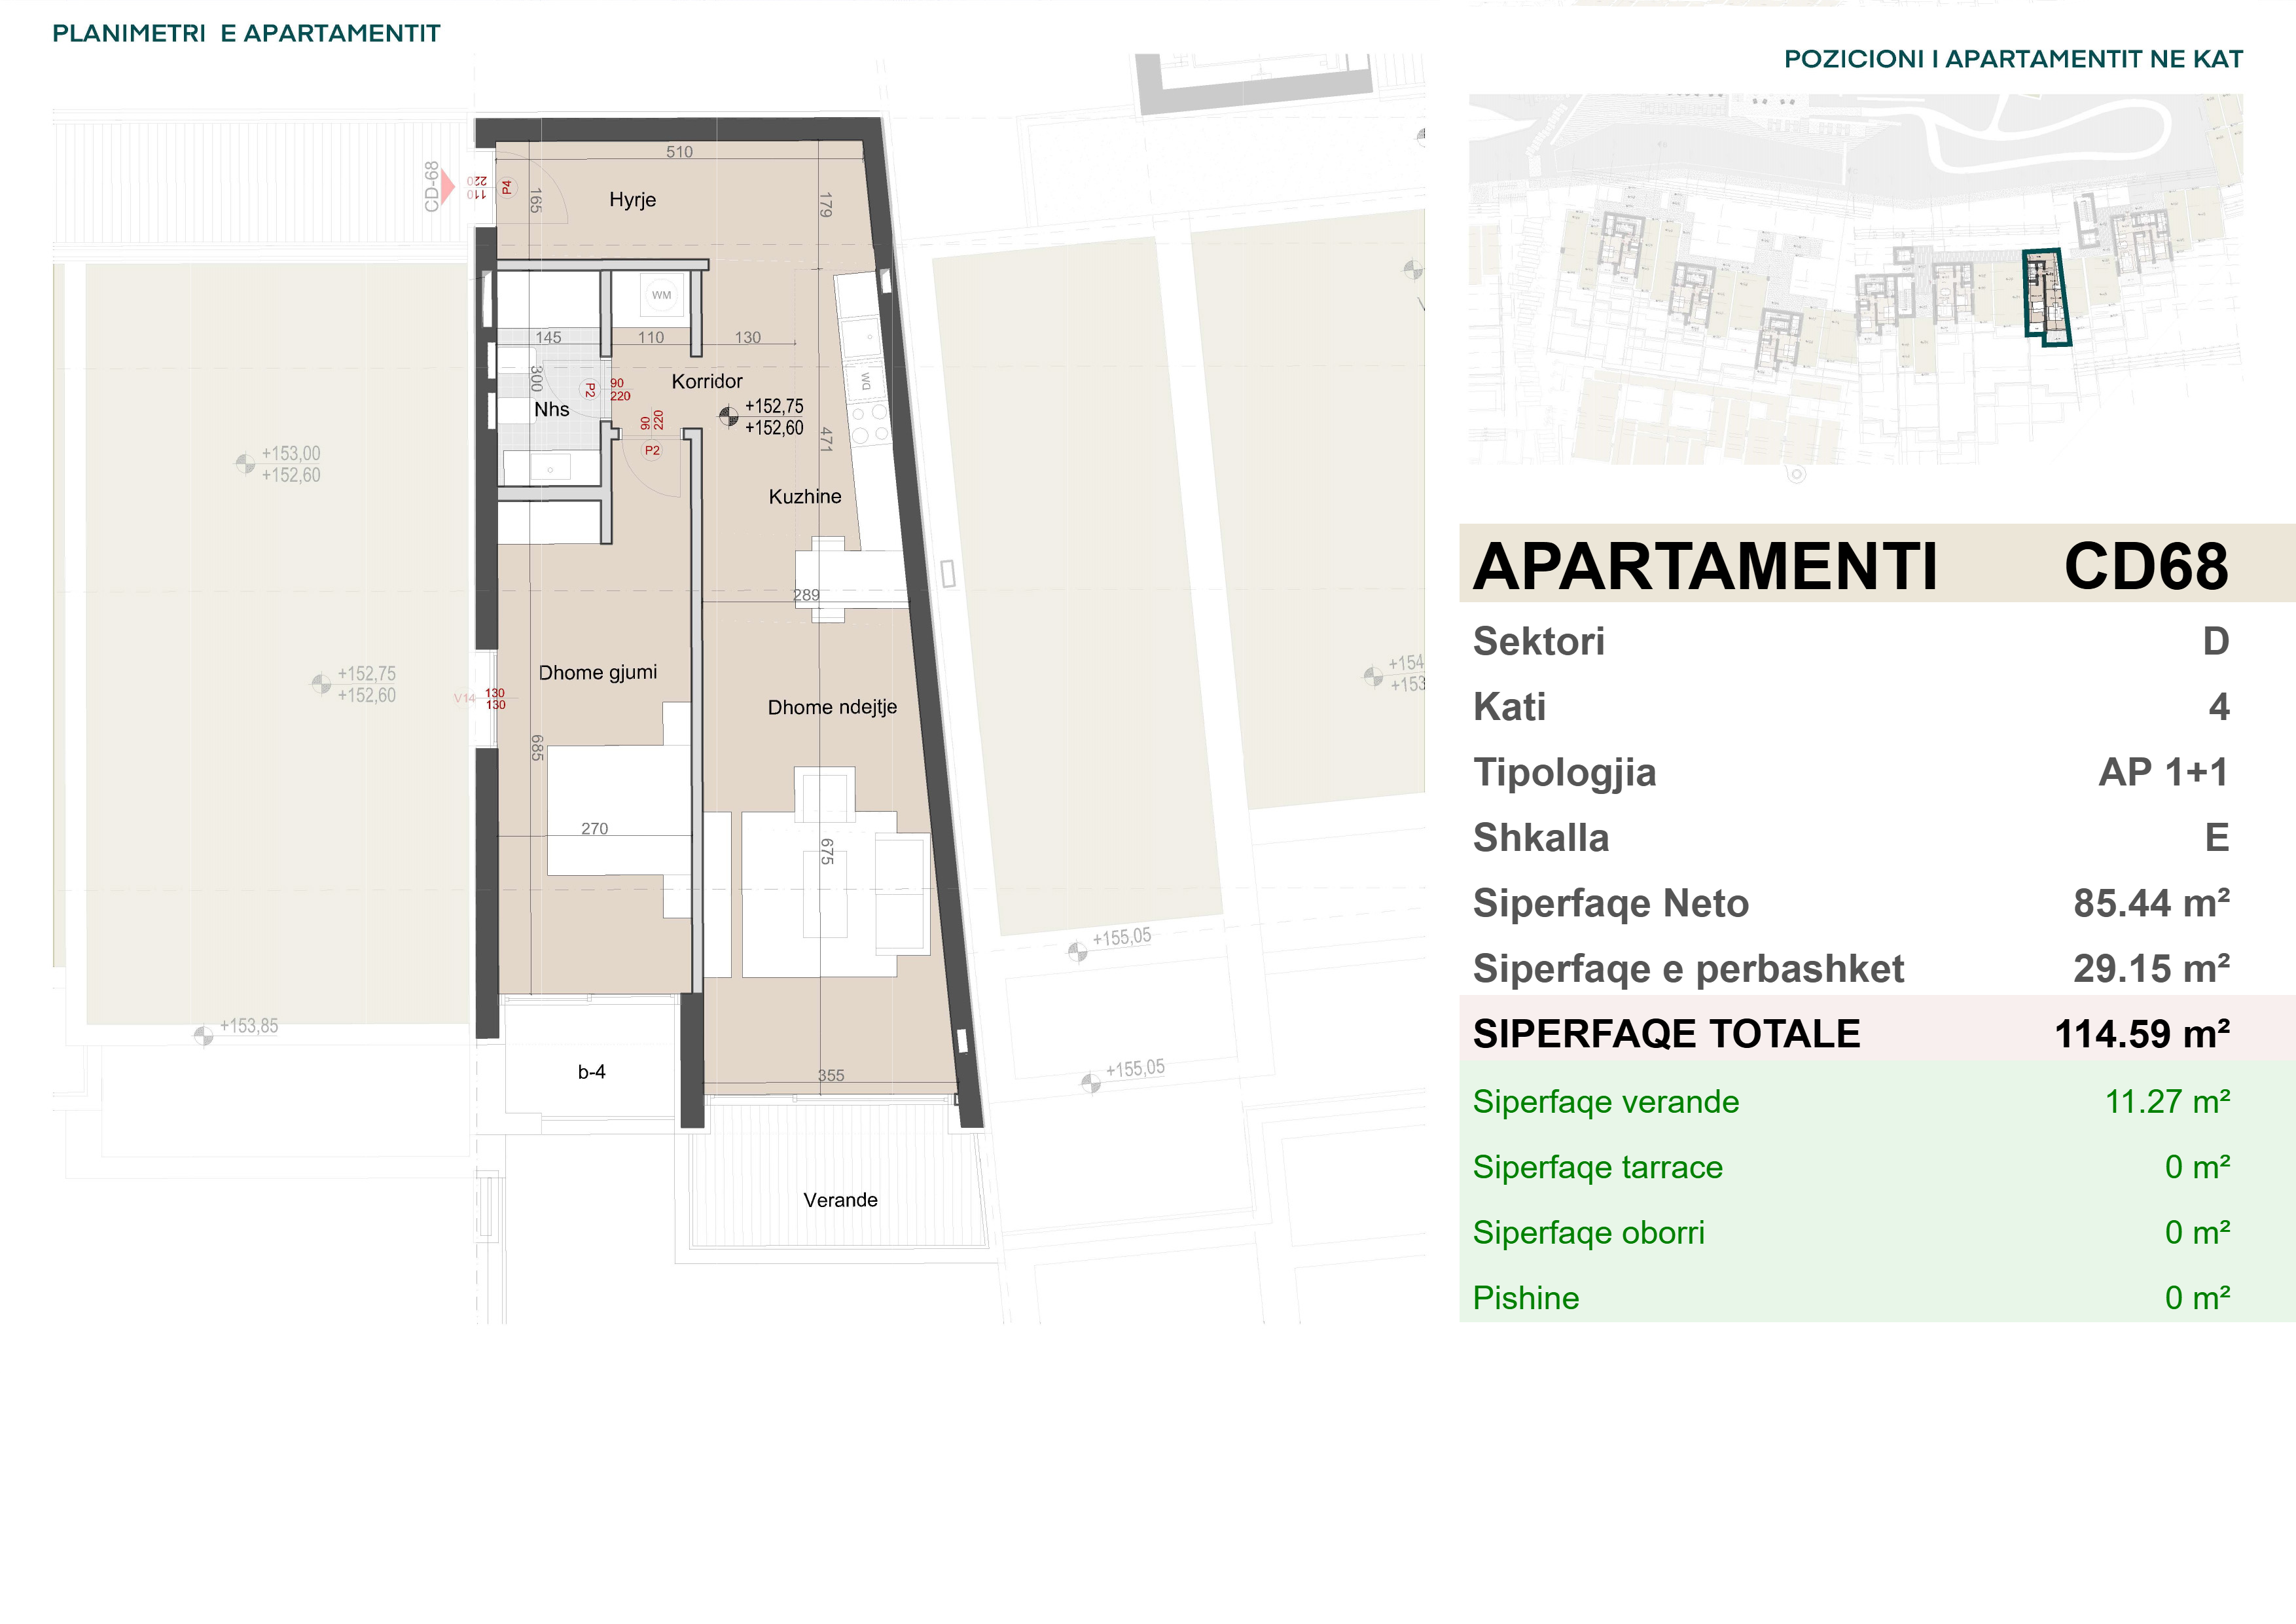 PLANIMETRI E APARTAMENTIT
POZICIONI I APARTAMENTIT NE KAT
510
CD-68
110
220
P4
165
Hyrje
179
WM
145
110
130
300
P2
90
220
Korridor
Nhs
+152,75
+152,60
90
220
P2
471
WG
+153,00
+152,60
Kuzhine
289
Dhome gjumi
+152,75
+152,60
V14
130
130
Dhome ndejtje
685
+154
+153
270
675
+155,05
+153,85
b-4
355
+155,05
Verande
APARTAMENTI CD68
Sektori D
Kati 4
Tipologjia AP 1+1
Shkalla E
Siperfaqe Neto 85.44 m²
Siperfaqe e perbashket 29.15 m²
SIPERFAQE TOTALE 114.59 m²
Siperfaqe verande 11.27 m²
Siperfaqe tarrace 0 m²
Siperfaqe oborri 0 m²
Pishine 0 m²